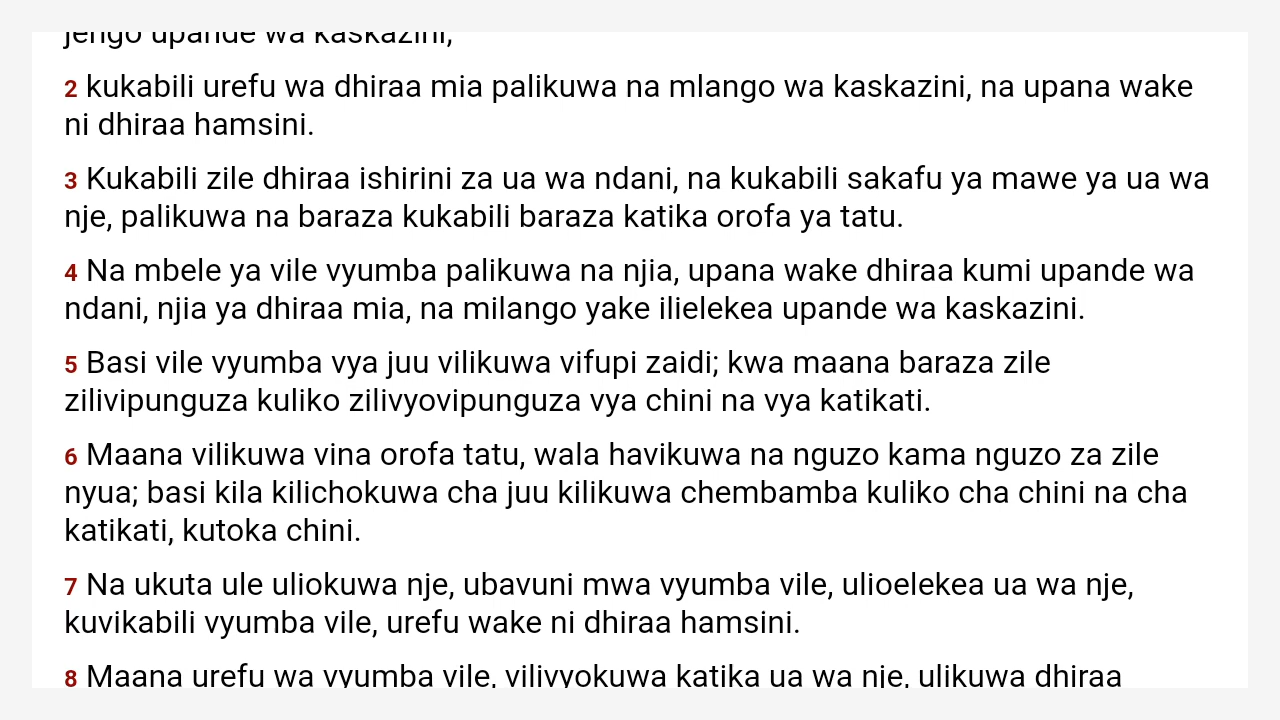 jengo upande wa kaskazini,
2 kukabili urefu wa dhiraa mia palikuwa na mlango wa kaskazini, na upana wake
ni dhiraa hamsini.
3 Kukabili zile dhiraa ishirini za ua wa ndani, na kukabili sakafu ya mawe ya ua wa
nje, palikuwa na baraza kukabili baraza katika orofa ya tatu.
4 Na mbele ya vile vyumba palikuwa na njia, upana wake dhiraa kumi upande wa
ndani, njia ya dhiraa mia, na milango yake ilielekea upande wa kaskazini.
5 Basi vile vyumba vya juu vilikuwa vifupi zaidi; kwa maana baraza zile
zilivipunguza kuliko zilivyovipunguza vya chini na vya katikati.
6 Maana vilikuwa vina orofa tatu, wala havikuwa na nguzo kama nguzo za zile
nyua; basi kila kilichokuwa cha juu kilikuwa chembamba kuliko cha chini na cha
katikati, kutoka chini.
7 Na ukuta ule uliokuwa nje, ubavuni mwa vyumba vile, ulioelekea ua wa nje,
kuvikabili vyumba vile, urefu wake ni dhiraa hamsini.
8 Maana urefu wa vyumba vile, vilivyokuwa katika ua wa nje, ulikuwa dhiraa